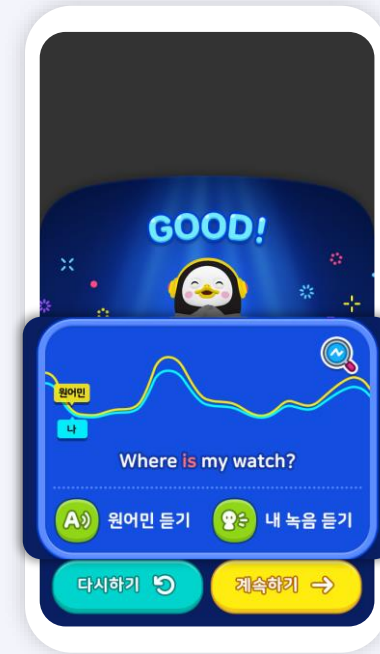 GOOD!
원어민
나
Where is my watch?
A 원어민 듣기
내 녹음 듣기
다시하기
계속하기